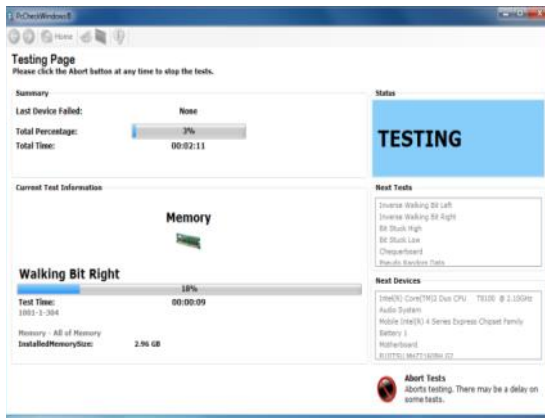 PcCheckWindows®
Home
Testing Page
Please click the Abort button at any time to stop the tests.
Summary
Last Device Failed: None
Total Percentage: 3%
Total Time: 00:02:11
Status
TESTING
Current Test Information
Memory
Walking Bit Right
18%
Test Time: 00:00:09
1001-1-304
Memory - All of Memory
InstalledMemorySize: 2.96 GB
Next Tests
Inverse Walking Bit Left
Inverse Walking Bit Right
Bit Stuck High
Bit Stuck Low
Chequerboard
Pseudo Random Data
Next Devices
Intel(R) Core(TM)2 Duo CPU T8100 @ 2.10GHz
Audio System
Mobile Intel(R) 4 Series Express Chipset Family
Battery 1
Motherboard
Abort Tests
Aborts testing. There may be a delay on
some tests.